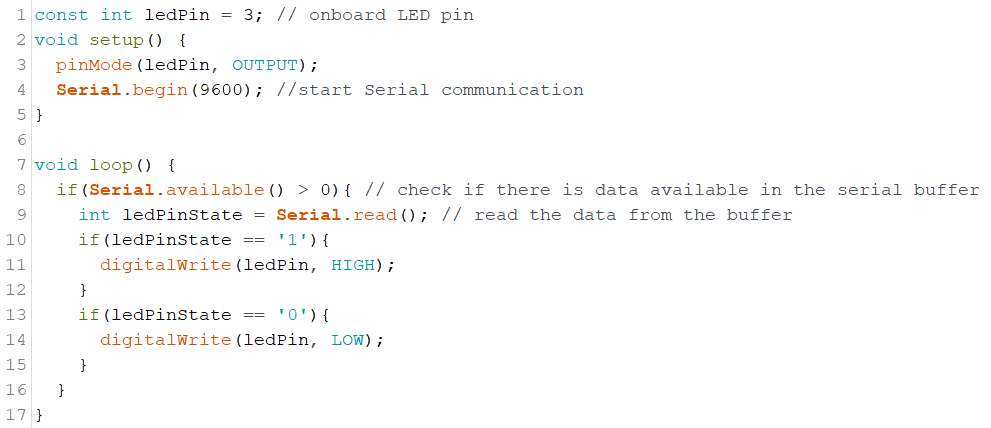 1 const int ledPin = 3; // onboard LED pin
2 void setup() {
3   pinMode(ledPin, OUTPUT);
4   Serial.begin(9600); //start Serial communication
5 }
6
7 void loop() {
8   if(Serial.available() > 0){ // check if there is data available in the serial buffer
9     int ledPinState = Serial.read(); // read the data from the buffer
10     if(ledPinState == '1'){
11       digitalWrite(ledPin, HIGH);
12     }
13     if(ledPinState == '0'){
14       digitalWrite(ledPin, LOW);
15     }
16   }
17 }